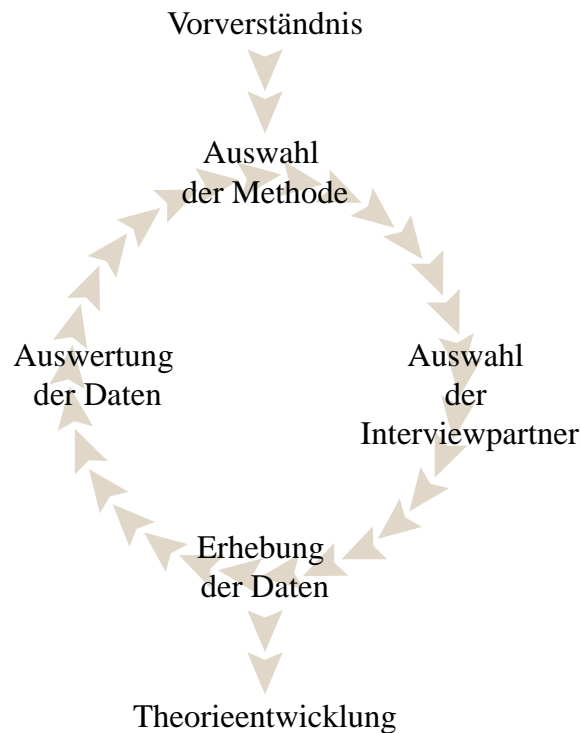 Vorverständnis
Auswahl
der Methode
Auswahl
der
Interviewpartner
Erhebung
der Daten
Auswertung
der Daten
Theorieentwicklung